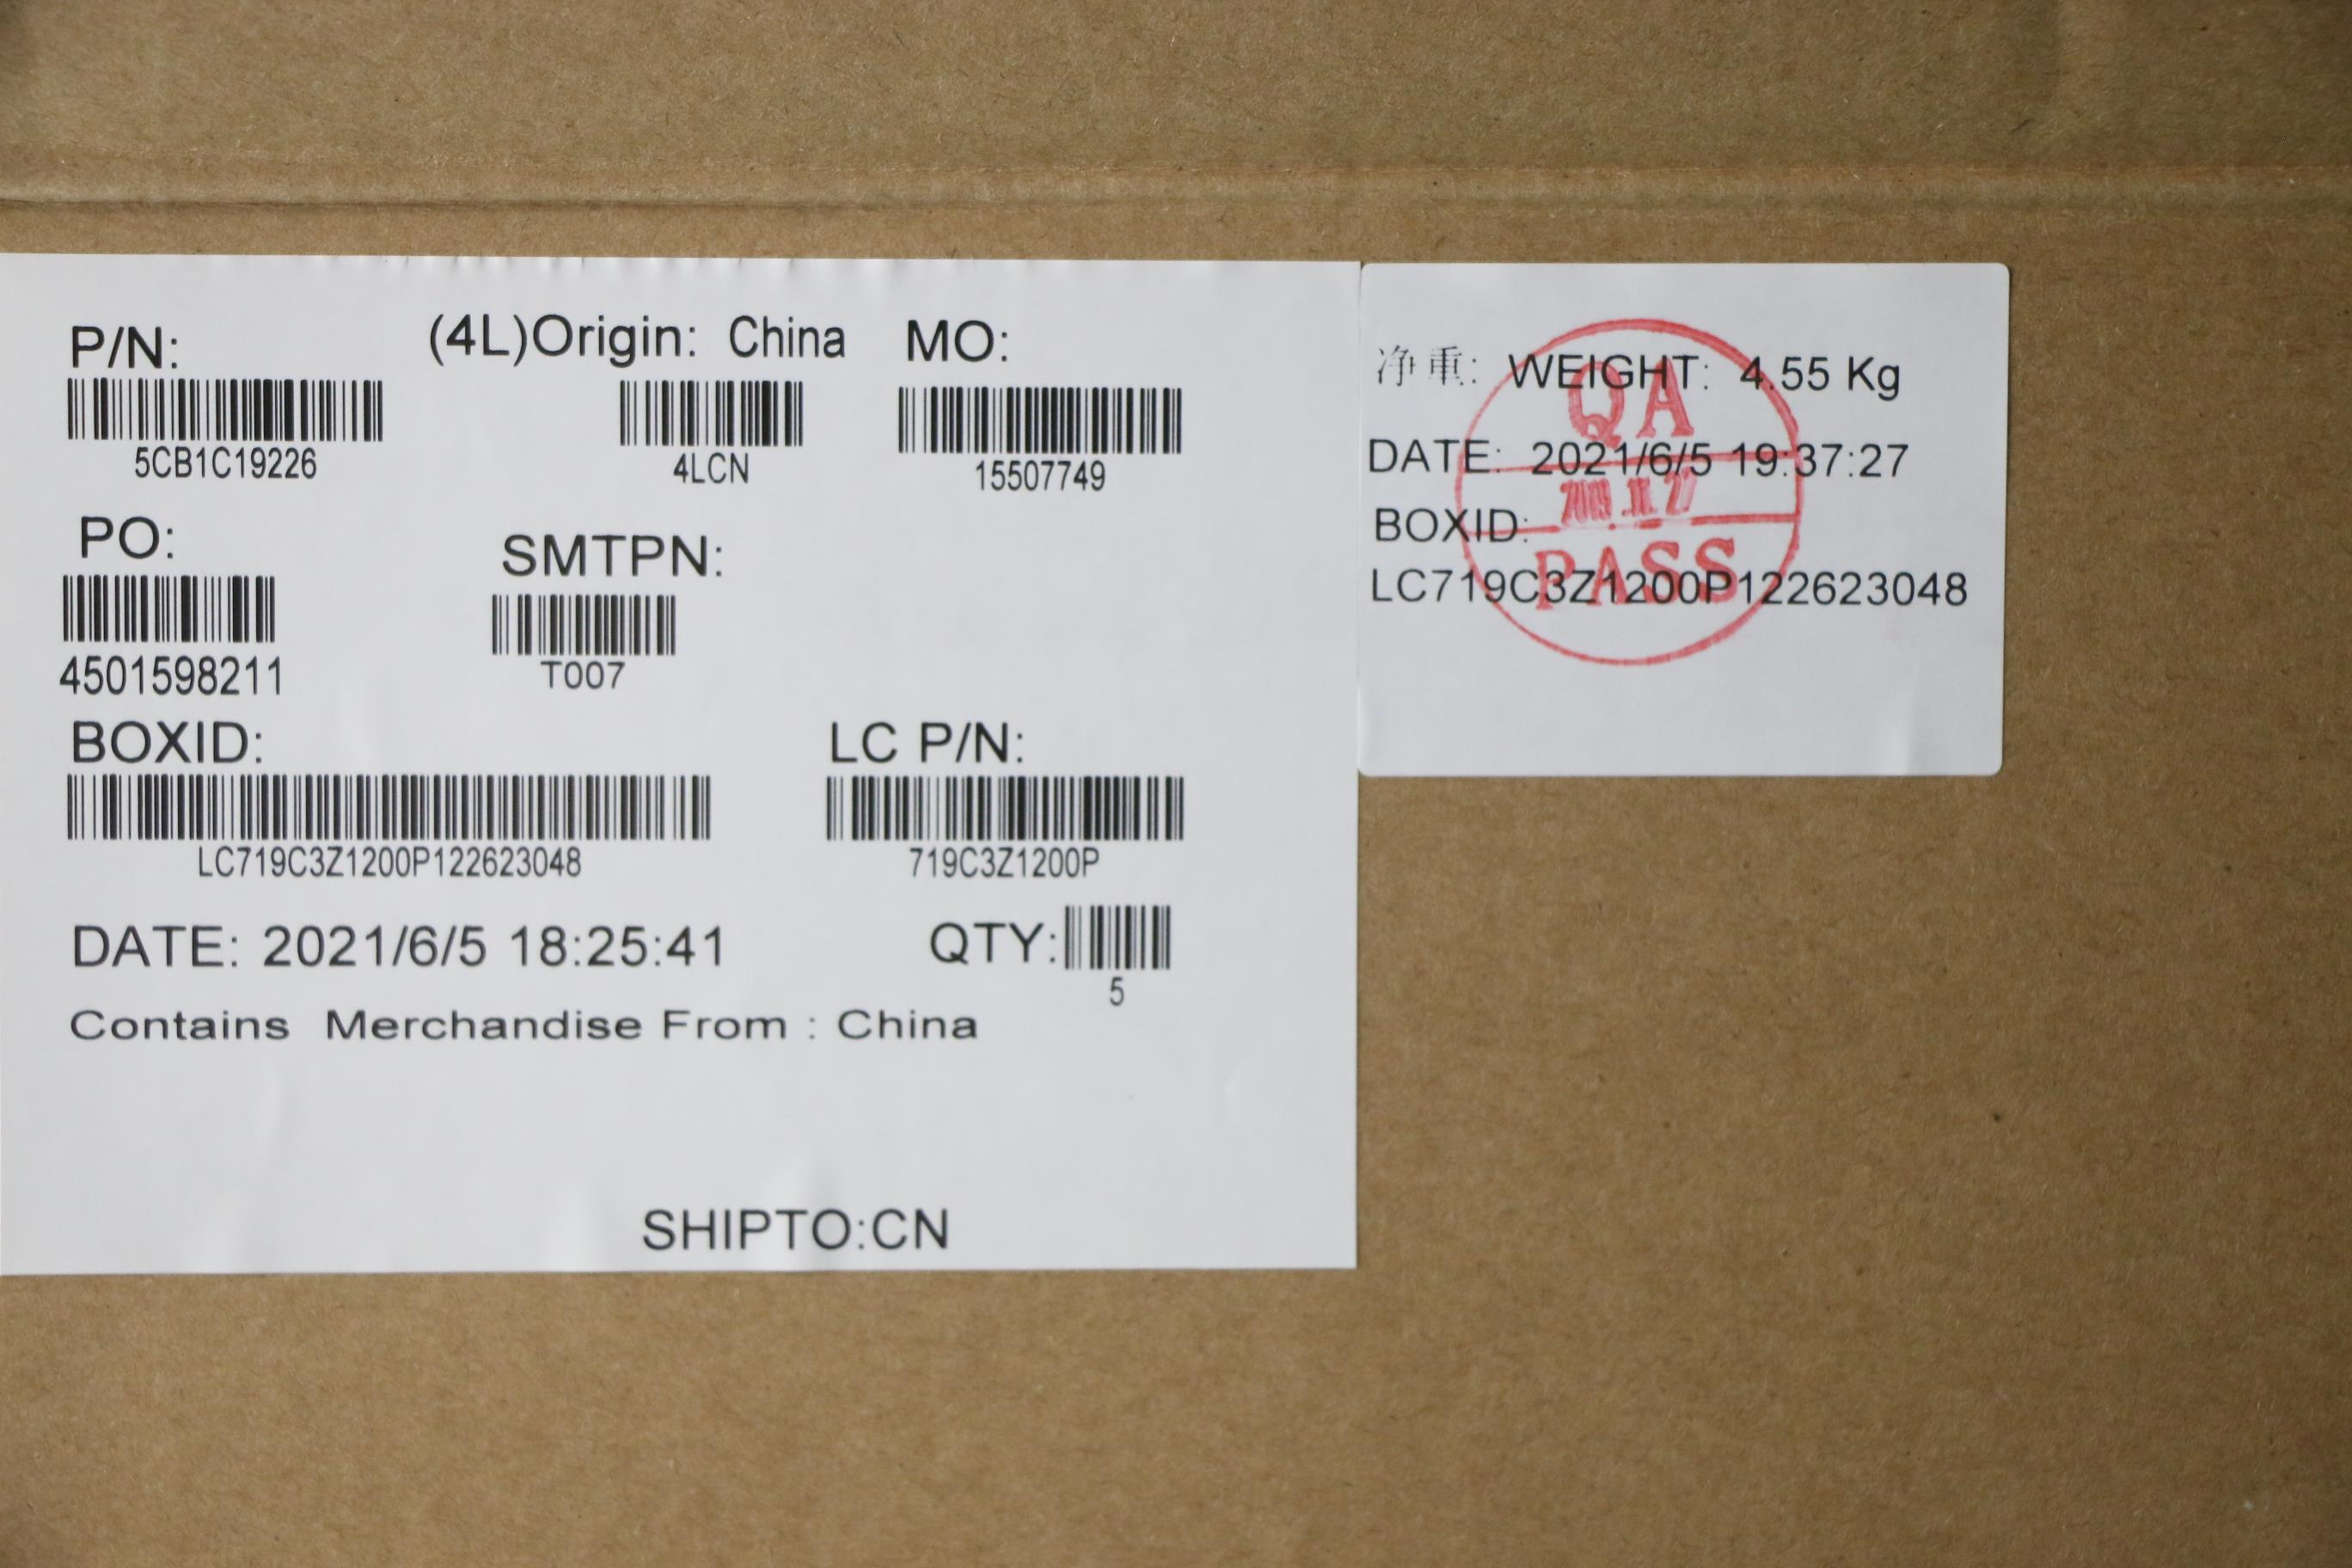 P/N:
(4L)Origin: China
MO:
5CB1C19226
4LCN
15507749
PO:
SMTPN:
4501598211
T007
BOXID:
LC P/N:
LC719C3Z1200P122623048
719C3Z1200P
DATE: 2021/6/5 18:25:41
QTY:
5
Contains Merchandise From : China
SHIPTO:CN
净重: WEIGHT: 4.55 Kg
DATE: 2021/6/5 19:37:27
BOXID:
LC719C3Z1200P122623048
QA
PASS